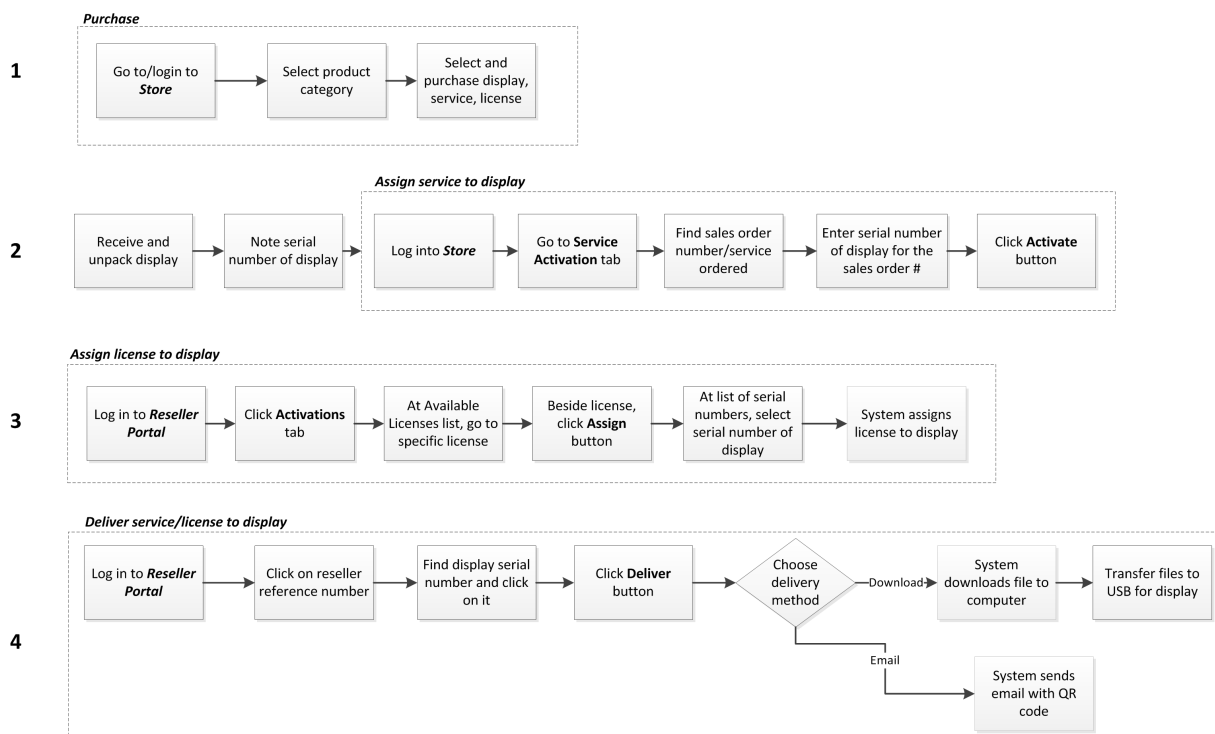 Purchase
1
Go to/login to
Store
Select product
category
Select and
purchase display,
service, license
Assign service to display
2
Receive and
unpack display
Note serial
number of display
Log into Store
Go to Service
Activation tab
Find sales order
number/service
ordered
Enter serial number
of display for the
sales order #
Click Activate
button
Assign license to display
3
Log in to Reseller
Portal
Click Activations
tab
At Available
Licenses list, go to
specific license
Beside license,
click Assign
button
At list of serial
numbers, select
serial number of
display
System assigns
license to display
Deliver service/license to display
4
Log in to Reseller
Portal
Click on reseller
reference number
Find display serial
number and click
on it
Click Deliver
button
Choose
delivery
method
Download
System
downloads file to
computer
Transfer files to
USB for display
Email
System sends
email with QR
code